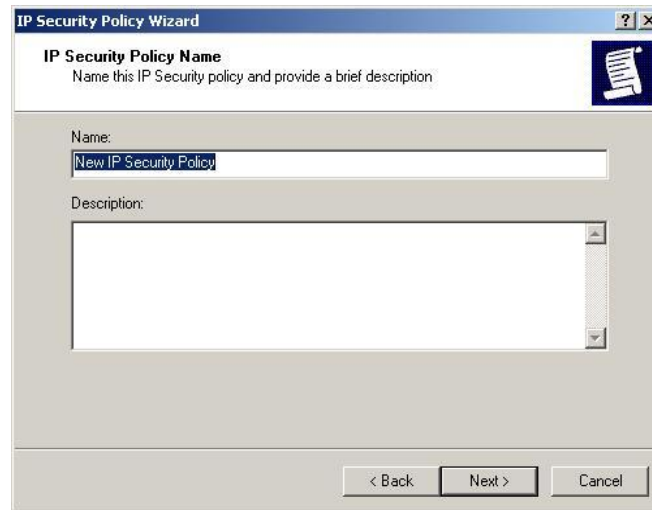 IP Security Policy Wizard
IP Security Policy Name
Name this IP Security policy and provide a brief description
Name:
New IP Security Policy
Description:
< Back
Next >
Cancel